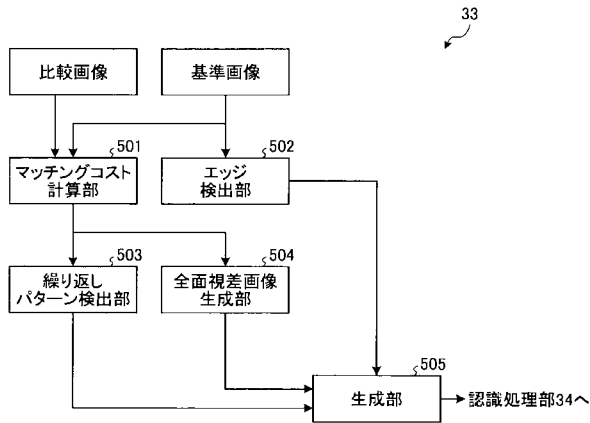 33
比較画像
基準画像
501
マッチングコスト
計算部
502
エッジ
検出部
503
繰り返し
パターン検出部
504
全面視差画像
生成部
505
生成部
認識処理部34へ